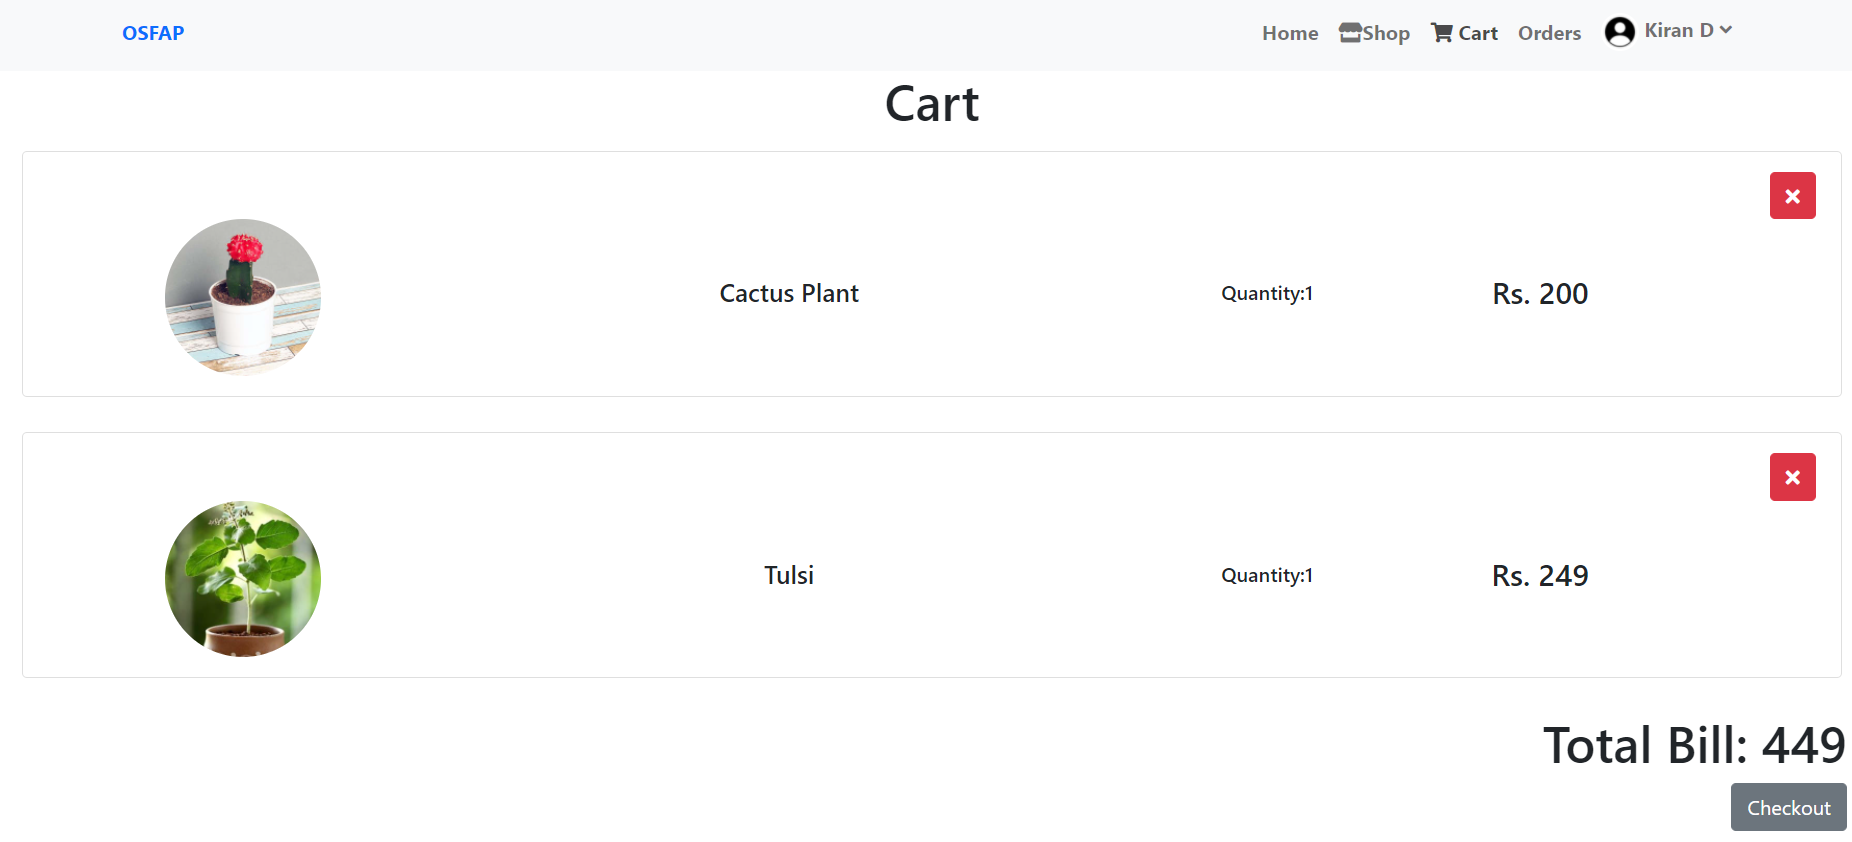 OSFAP Home Shop Cart Orders Kiran D
Cart
Cactus Plant Quantity:1 Rs. 200
Tulsi Quantity:1 Rs. 249
Total Bill: 449
Checkout